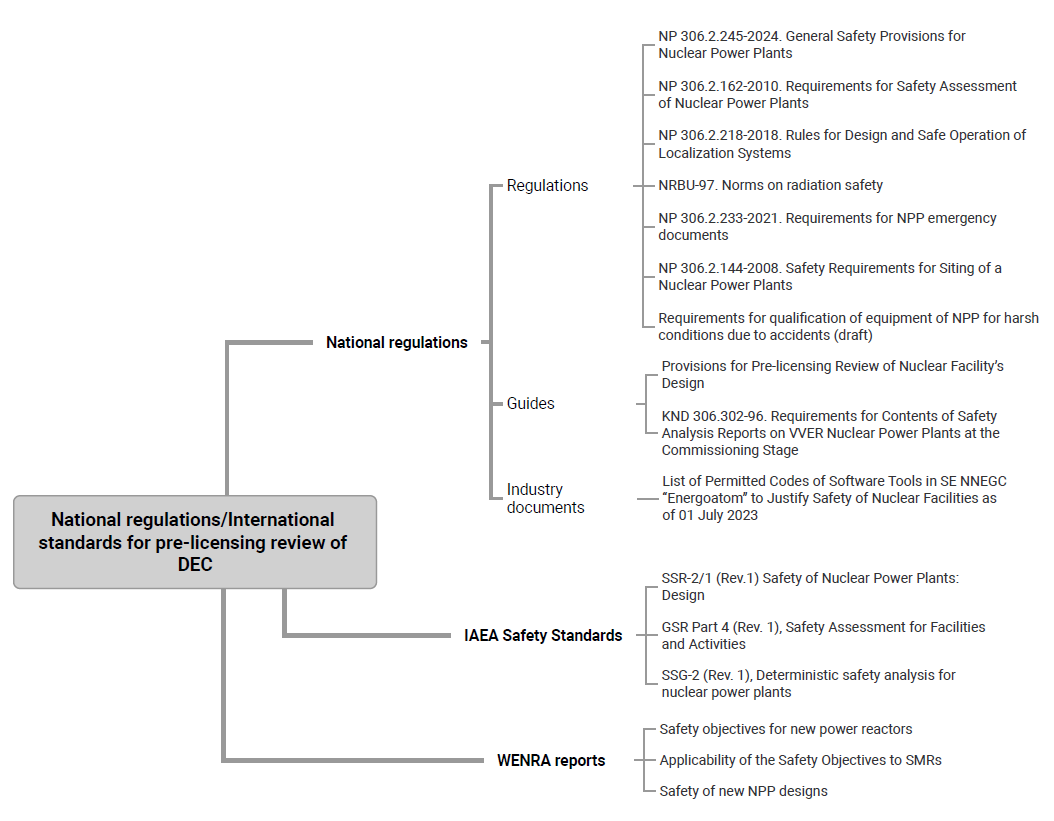 NP 306.2.245-2024. General Safety Provisions for
Nuclear Power Plants
NP 306.2.162-2010. Requirements for Safety Assessment
of Nuclear Power Plants
NP 306.2.218-2018. Rules for Design and Safe Operation of
Localization Systems
Regulations
NRBU-97. Norms on radiation safety
NP 306.2.233-2021. Requirements for NPP emergency
documents
NP 306.2.144-2008. Safety Requirements for Siting of a
Nuclear Power Plants
Requirements for qualification of equipment of NPP for harsh
conditions due to accidents (draft)
National regulations
Provisions for Pre-licensing Review of Nuclear Facility’s
Design
Guides
KND 306.302-96. Requirements for Contents of Safety
Analysis Reports on VVER Nuclear Power Plants at the
Commissioning Stage
Industry
documents
List of Permitted Codes of Software Tools in SE NNEGC
“Energoatom” to Justify Safety of Nuclear Facilities as
of 01 July 2023
National regulations/International
standards for pre-licensing review of
DEC
SSR-2/1 (Rev.1) Safety of Nuclear Power Plants:
Design
IAEA Safety Standards
GSR Part 4 (Rev. 1), Safety Assessment for Facilities
and Activities
SSG-2 (Rev. 1), Deterministic safety analysis for
nuclear power plants
Safety objectives for new power reactors
WENRA reports
Applicability of the Safety Objectives to SMRs
Safety of new NPP designs